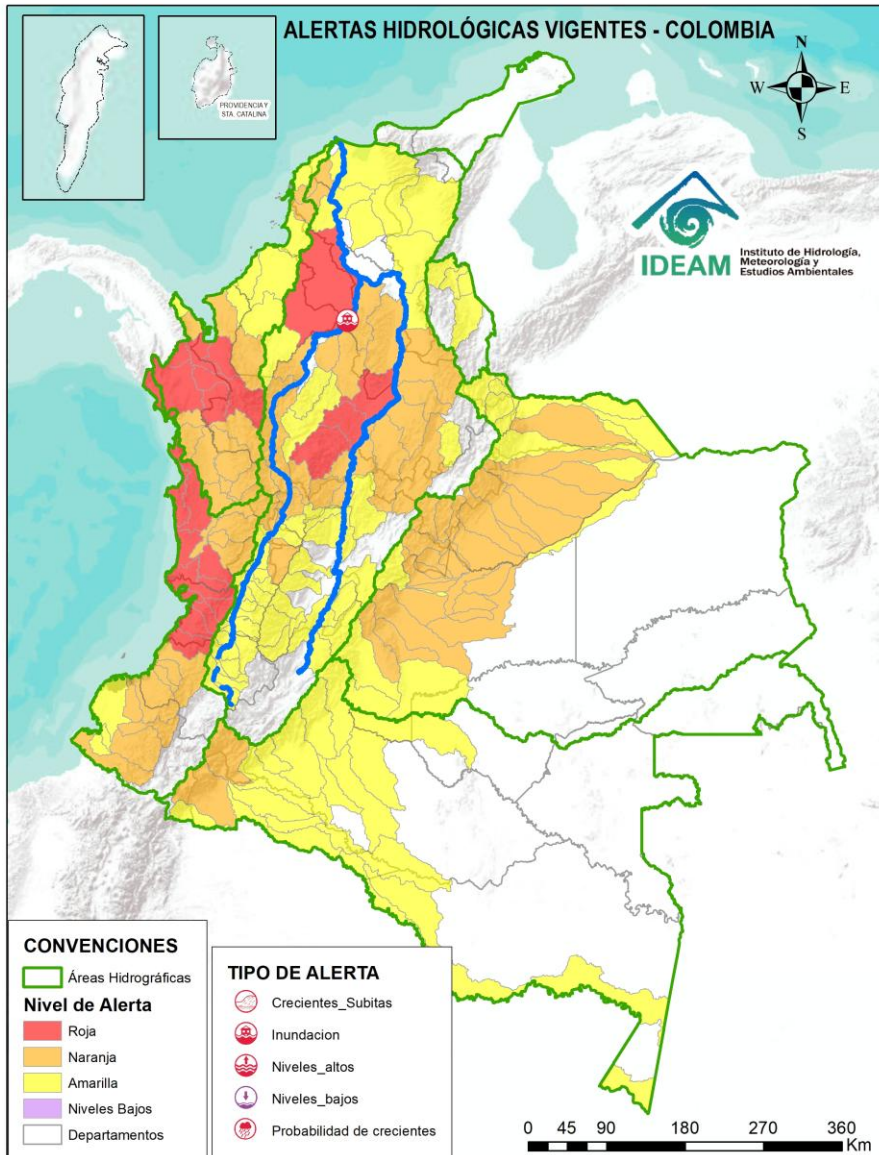 ALERTAS HIDROLÓGICAS VIGENTES - COLOMBIA
PROVIDENCIA Y
STA. CATALINA
N
W
E
S
IDEAM
Instituto de Hidrología,
Meteorología y
Estudios Ambientales
CONVENCIONES
Áreas Hidrográficas
Nivel de Alerta
Roja
Naranja
Amarilla
Niveles Bajos
Departamentos
TIPO DE ALERTA
Crecientes_Subitas
Inundacion
Niveles_altos
Niveles_bajos
Probabilidad de crecientes
0 45 90 180 270 360
Km